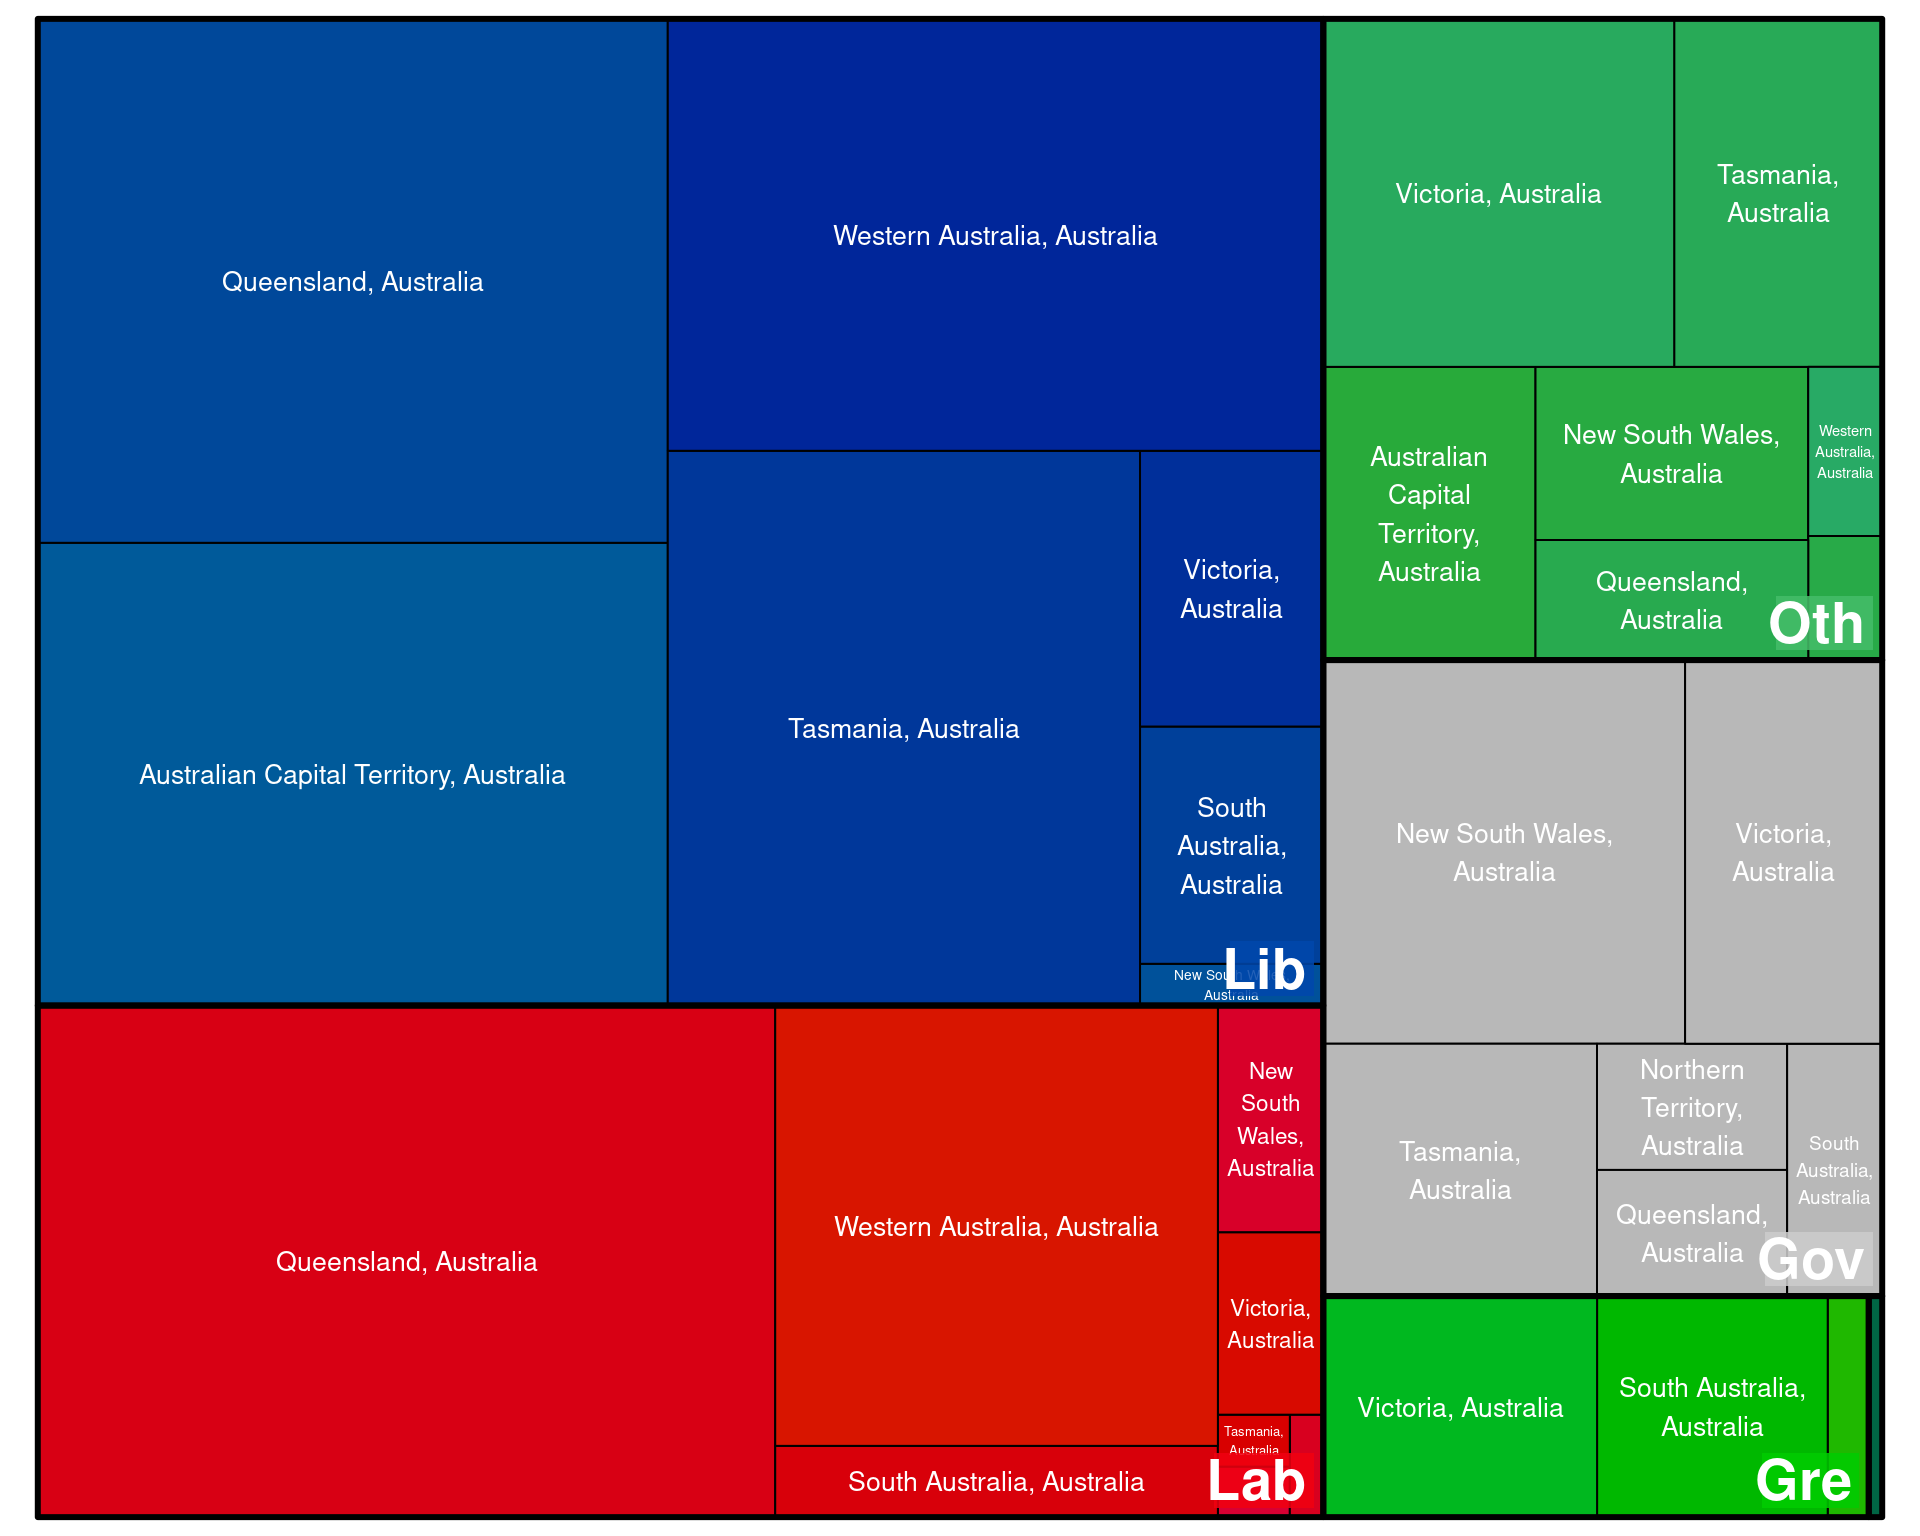 Queensland, Australia
Western Australia, Australia
Australian Capital Territory, Australia
Tasmania, Australia
Victoria,
Australia
South
Australia,
Australia
New South Wales,
Australia
Lib
Queensland, Australia
Western Australia, Australia
South Australia, Australia
New
South
Wales,
Australia
Victoria,
Australia
Tasmania,
Australia
Lab
Victoria, Australia
Tasmania,
Australia
Australian
Capital
Territory,
Australia
New South Wales,
Australia
Western
Australia,
Australia
Queensland,
Australia
Oth
New South Wales,
Australia
Victoria,
Australia
Tasmania,
Australia
Northern
Territory,
Australia
Queensland,
Australia
South
Australia,
Australia
Gov
Victoria, Australia
South Australia,
Australia
Gre